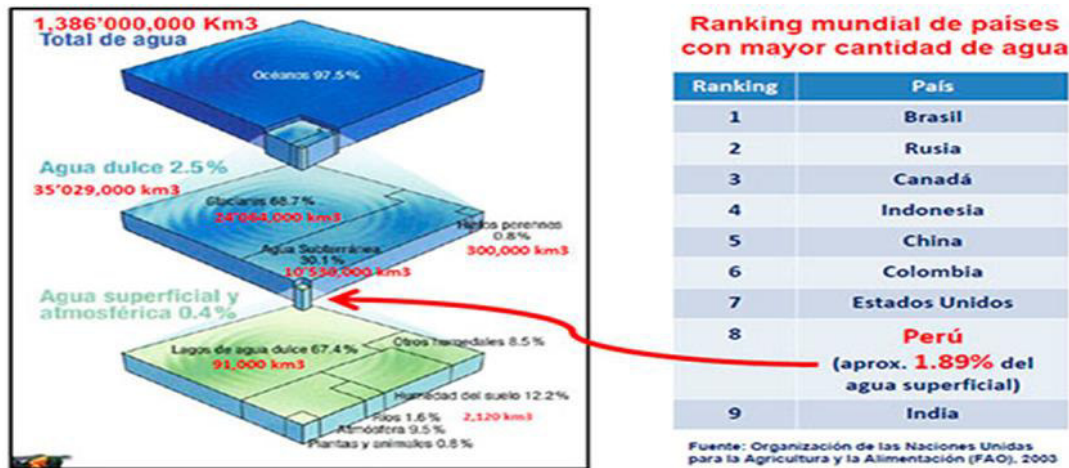 1,386'000,000 Km3
Total de agua
Océanos 97.5%
Agua dulce 2.5%
35'029,000 km3
Glaciares 68.7%
24'064,000 km3
Hielos perennes
0.8%
300,000 km3
Agua Subterránea
30.1%
10'530,000 km3
Agua superficial y
atmosférica 0.4%
Lagos de agua dulce 67.4%
91,000 km3
Otros humedales 8.5%
Humedad del suelo 12.2%
Ríos 1.6% 2,120 km3
Atmósfera 9.5%
Plantas y animales 0.8%
Ranking mundial de países
con mayor cantidad de agua
Ranking País
1 Brasil
2 Rusia
3 Canadá
4 Indonesia
5 China
6 Colombia
7 Estados Unidos
8 Perú
(aprox. 1.89% del
agua superficial)
9 India
Fuente: Organización de las Naciones Unidas
para la Agricultura y la Alimentación (FAO), 2003